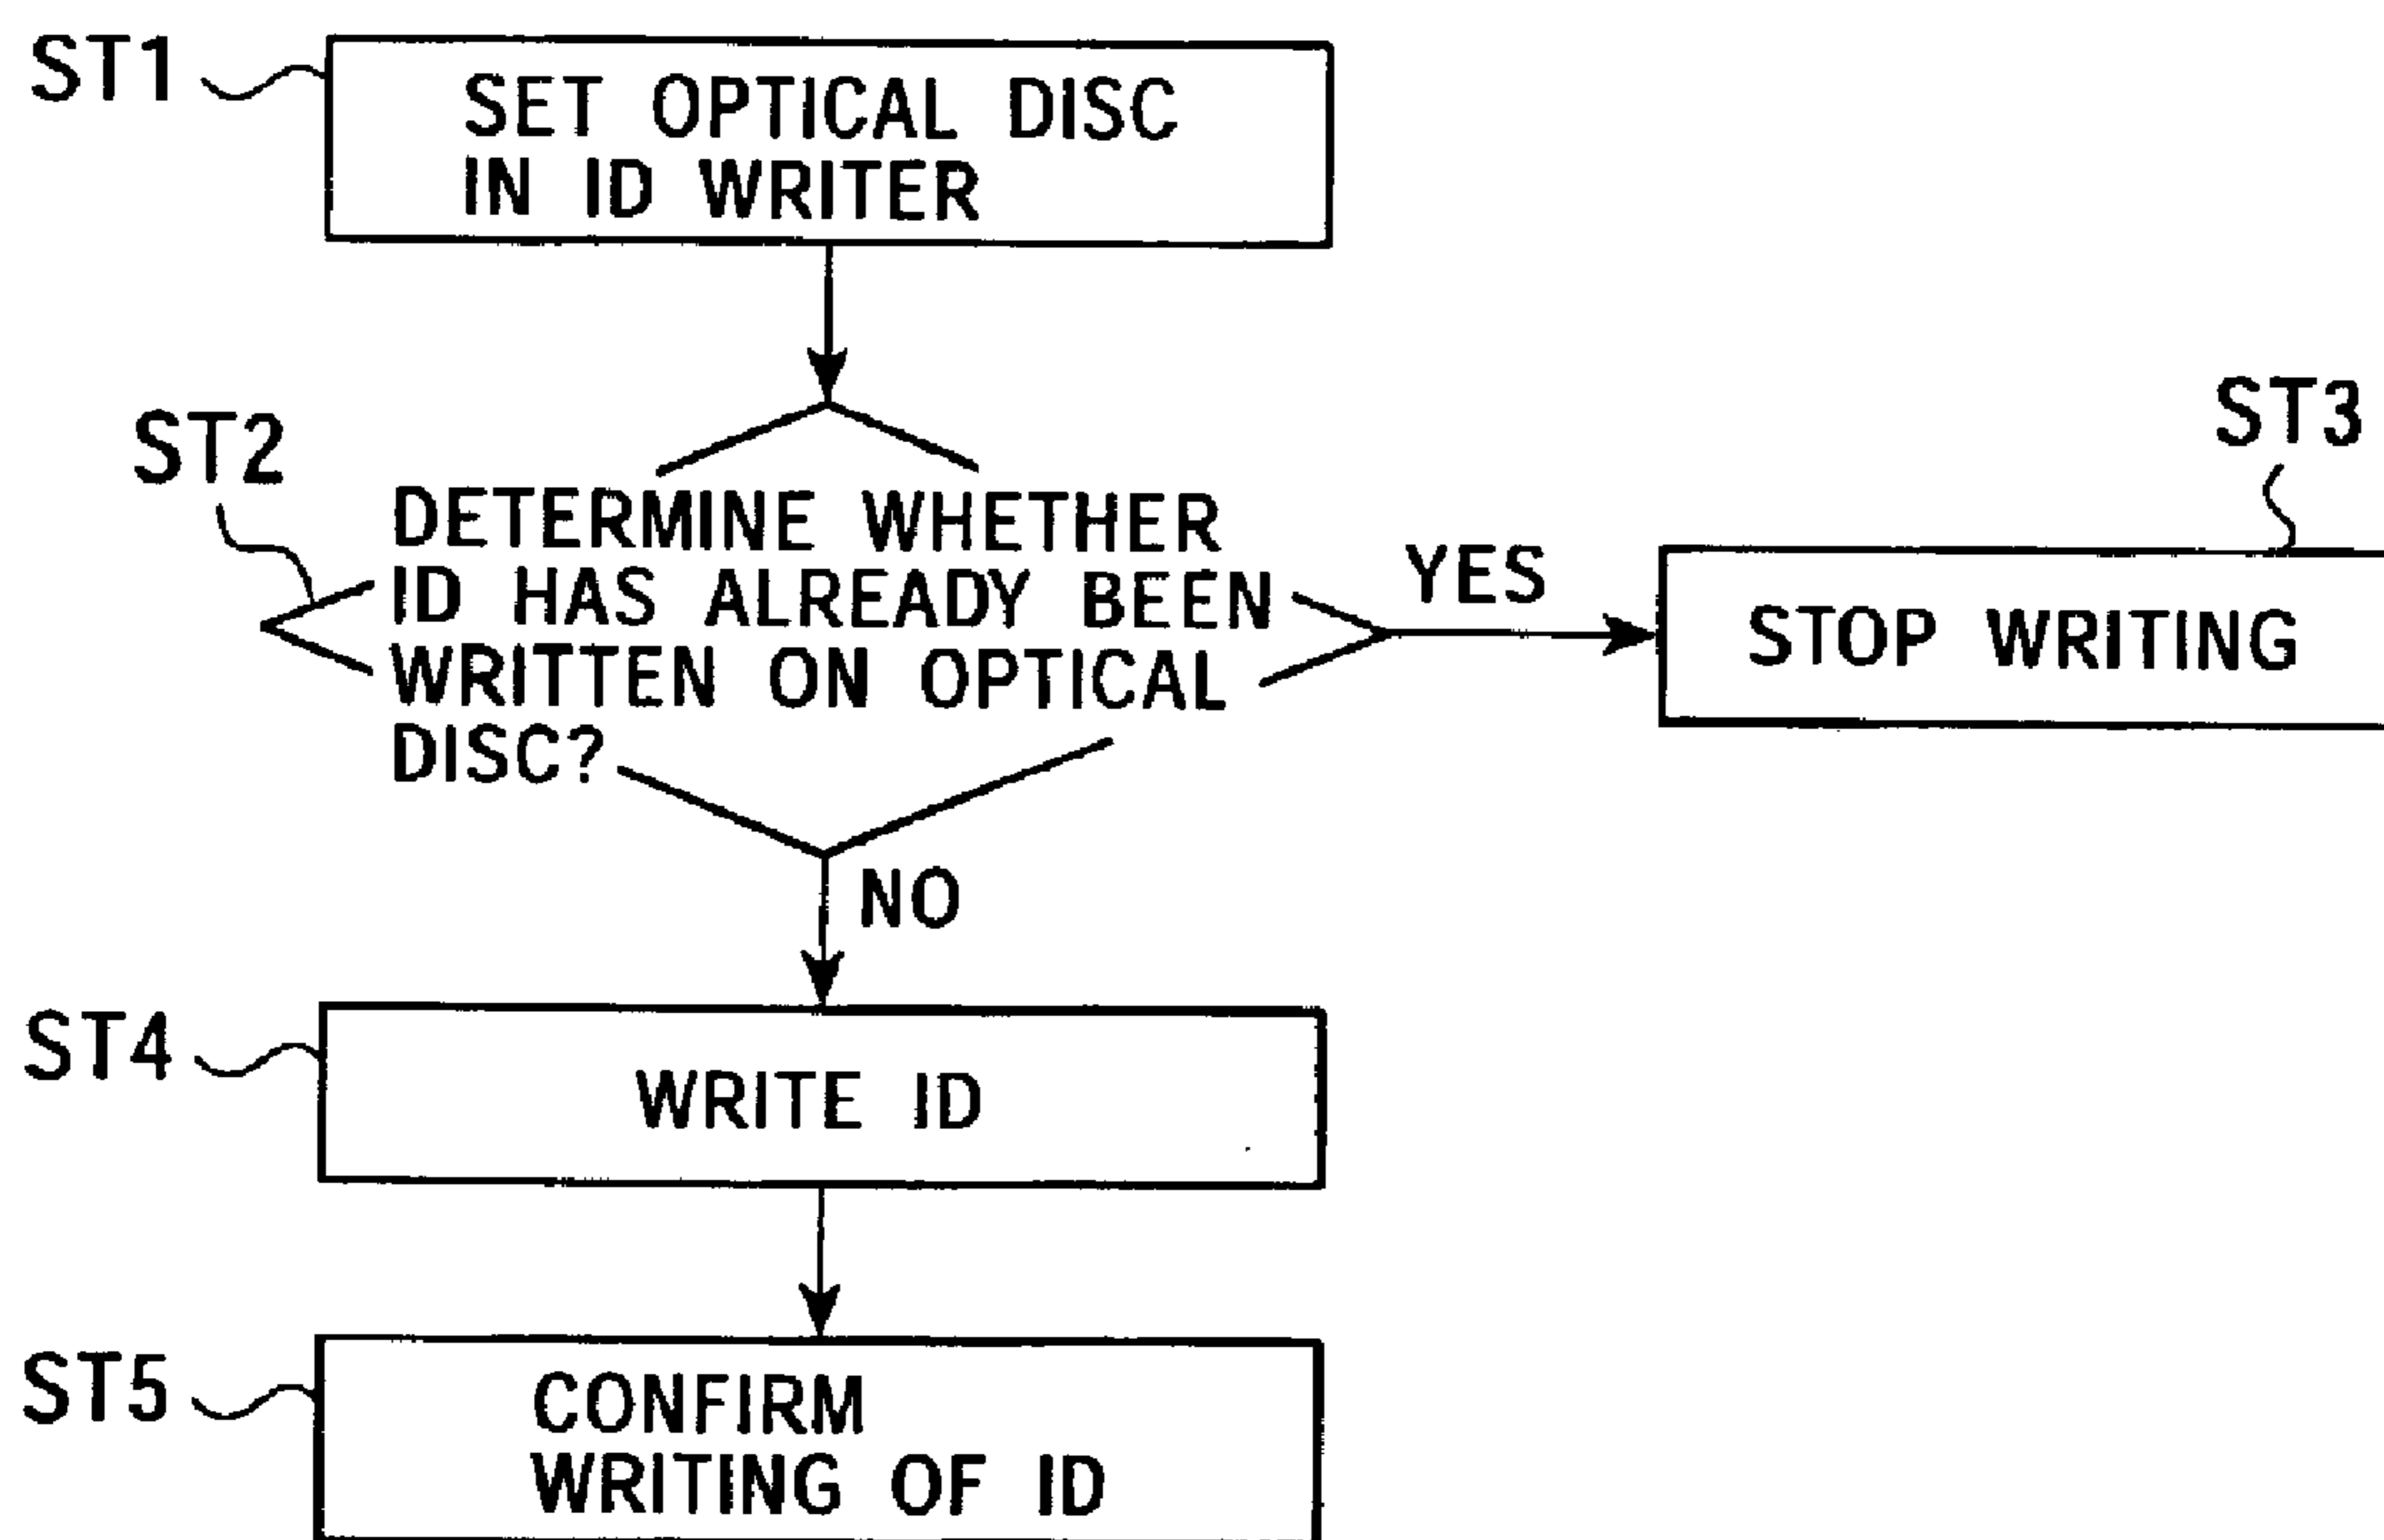 ST1
SET OPTICAL DISC
IN ID WRITER
ST2
DETERMINE WHETHER
ID HAS ALREADY BEEN
WRITTEN ON OPTICAL
DISC?
YES
ST3
STOP WRITING
NO
ST4
WRITE ID
ST5
CONFIRM
WRITING OF ID